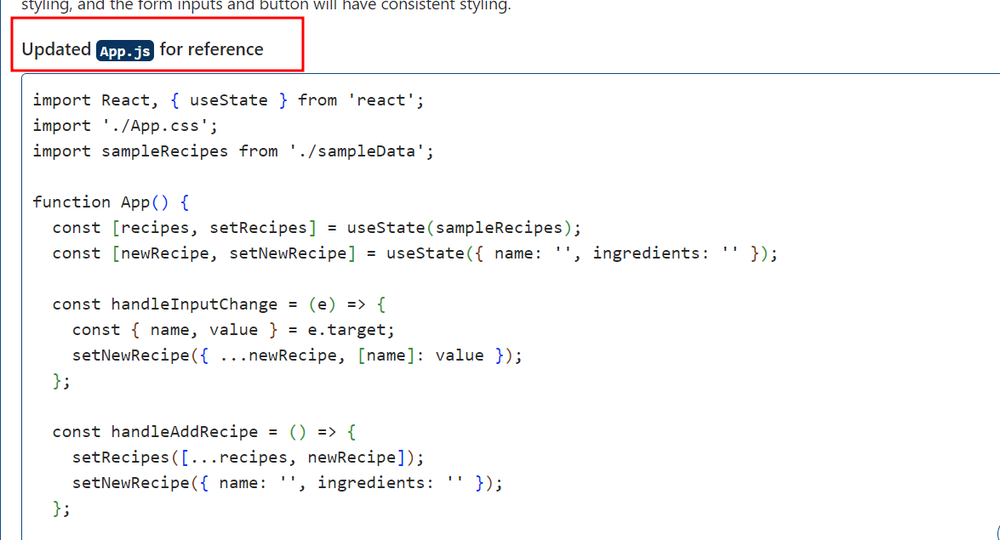 styling, and the form inputs and button will have consistent styling.
Updated App.js for reference
import React, { useState } from 'react';
import './App.css';
import sampleRecipes from './sampleData';
function App() {
  const [recipes, setRecipes] = useState(sampleRecipes);
  const [newRecipe, setNewRecipe] = useState({ name: '', ingredients: '' });
  const handleInputChange = (e) => {
    const { name, value } = e.target;
    setNewRecipe({ ...newRecipe, [name]: value });
  };
  const handleAddRecipe = () => {
    setRecipes([...recipes, newRecipe]);
    setNewRecipe({ name: '', ingredients: '' });
  };